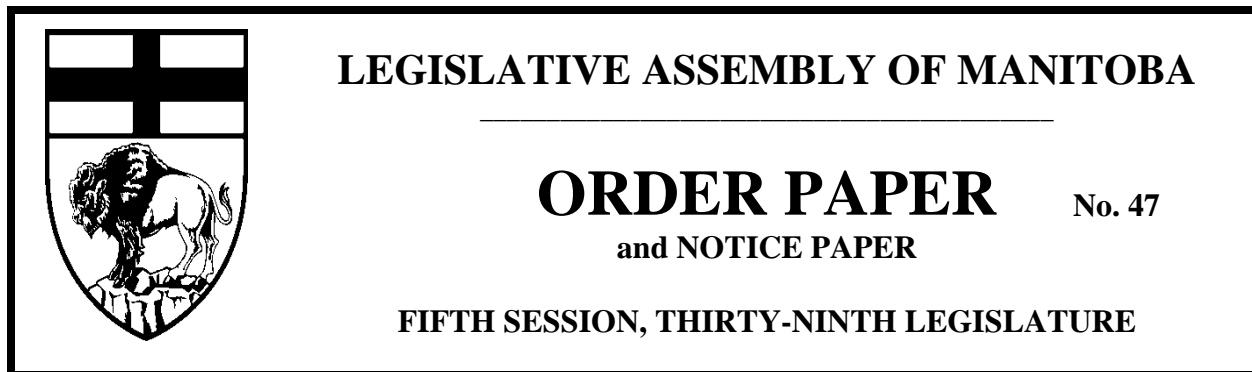 LEGISLATIVE ASSEMBLY OF MANITOBA
ORDER PAPER No. 47
and NOTICE PAPER
FIFTH SESSION, THIRTY-NINTH LEGISLATURE